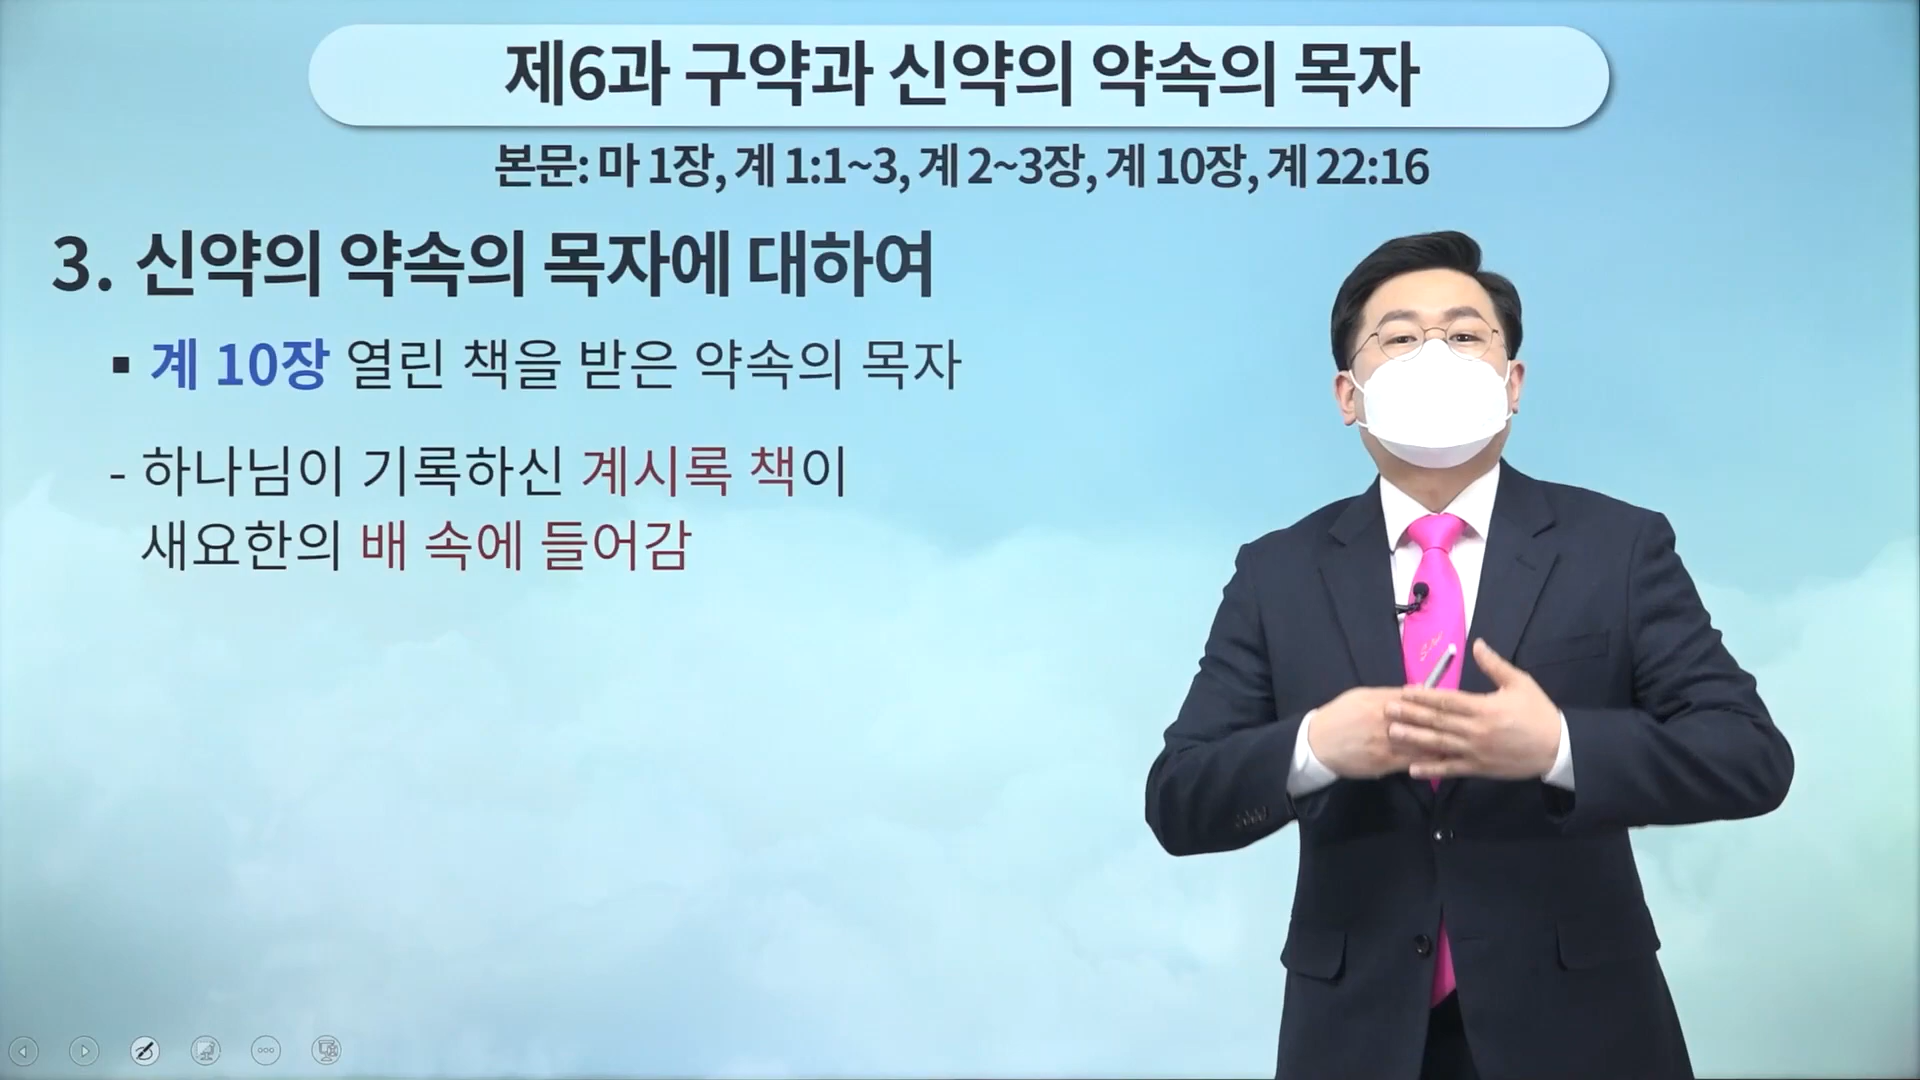 제6과 구약과 신약의 약속의 목자
본문: 마 1장, 계 1:1~3, 계 2~3장, 계 10장, 계 22:16
3. 신약의 약속의 목자에 대하여
▪ 계 10장 열린 책을 받은 약속의 목자
- 하나님이 기록하신 계시록 책이
새요한의 배 속에 들어감